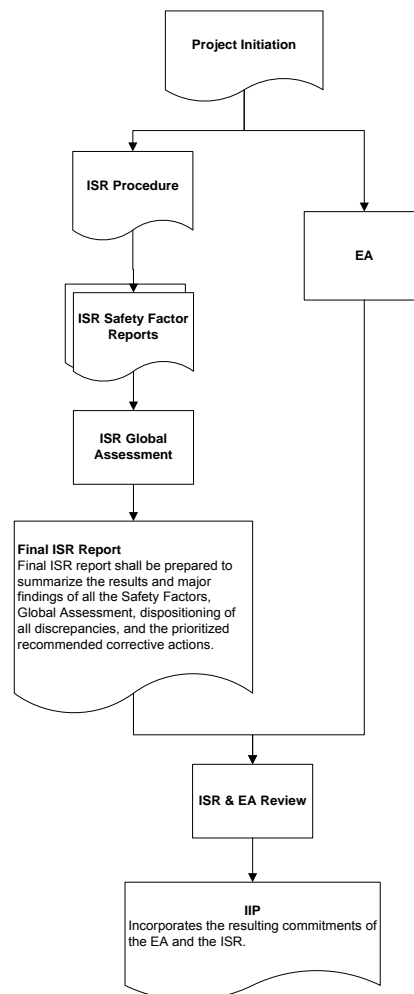 Project Initiation
ISR Procedure
EA
ISR Safety Factor
Reports
ISR Global
Assessment
Final ISR Report
Final ISR report shall be prepared to
summarize the results and major
findings of all the Safety Factors,
Global Assessment, dispositioning of
all discrepancies, and the prioritized
recommended corrective actions.
ISR & EA Review
IIP
Incorporates the resulting commitments of
the EA and the ISR.